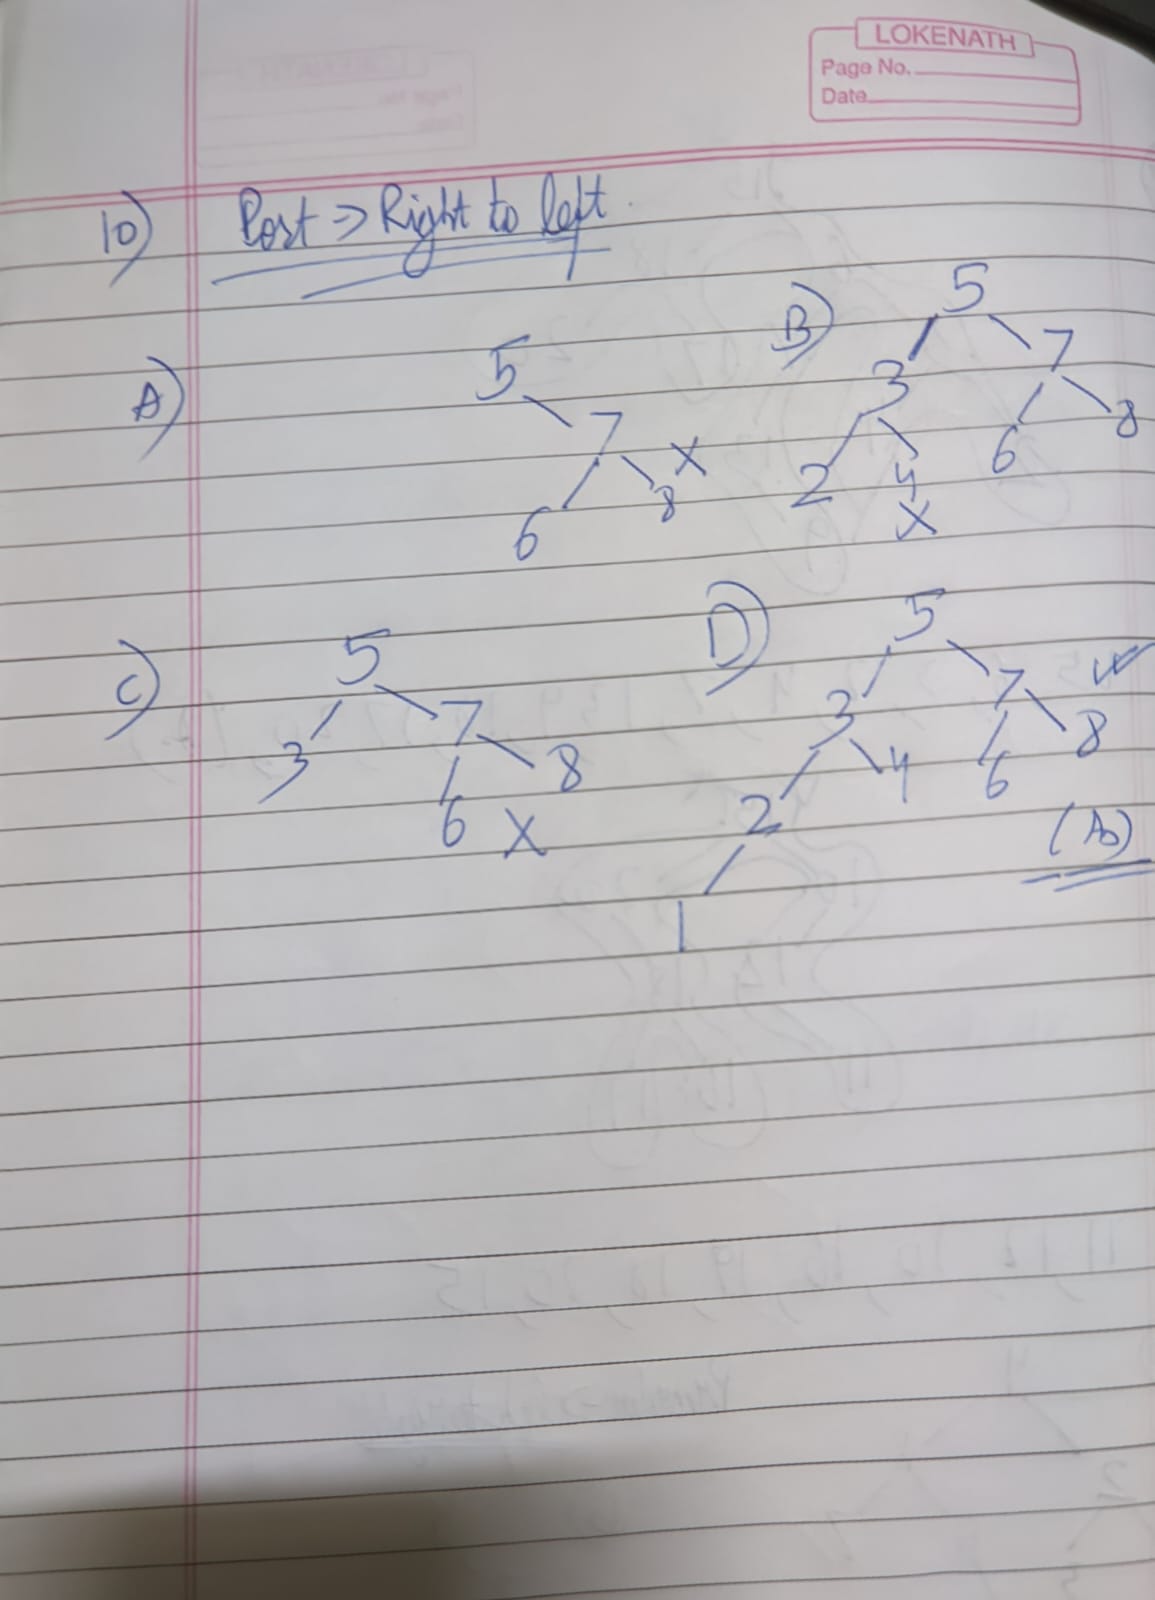 LOKENATH
Page No.
Date
10) Post => Right to left.
A)
5
7 X
6 8
B)
5
3 7
2 4 6 8
X
C)
5
3 7
6 8
X
D)
5
3 7 ✓
2 4 6 8
1
(A)